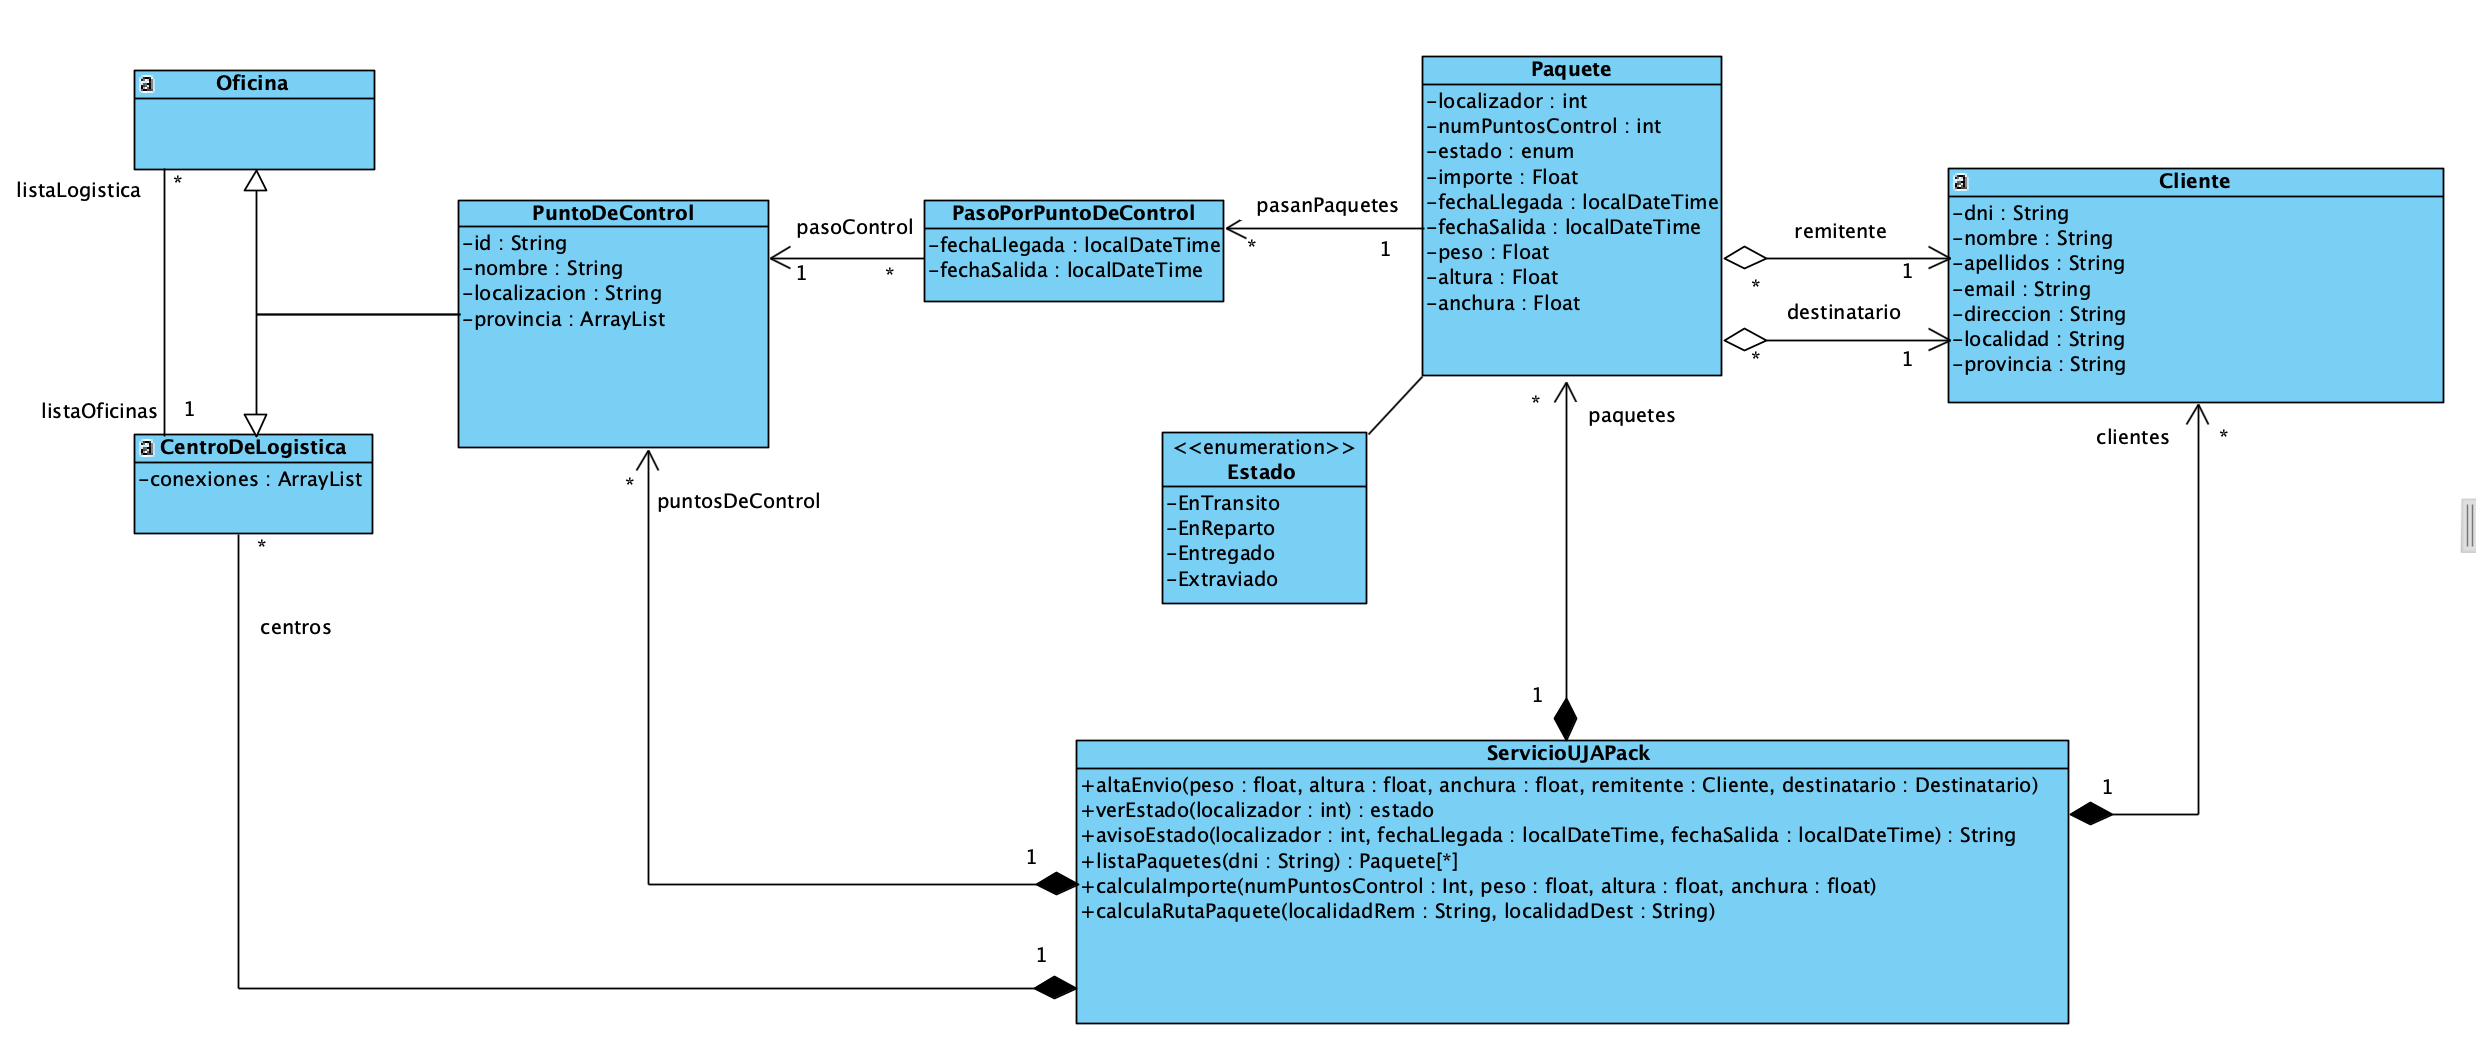 Oficina
listaLogistica
*
listaOficinas
1
CentroDeLogistica
-conexiones : ArrayList
*
centros
PuntoDeControl
-id : String
-nombre : String
-localizacion : String
-provincia : ArrayList
*
puntosDeControl
pasoControl
1
*
PasoPorPuntoDeControl
-fechaLlegada : localDateTime
-fechaSalida : localDateTime
pasanPaquetes
*
1
Paquete
-localizador : int
-numPuntosControl : int
-estado : enum
-importe : Float
-fechaLlegada : localDateTime
-fechaSalida : localDateTime
-peso : Float
-altura : Float
-anchura : Float
remitente
*
1
destinatario
*
1
Cliente
-dni : String
-nombre : String
-apellidos : String
-email : String
-direccion : String
-localidad : String
-provincia : String
<<enumeration>>
Estado
-EnTransito
-EnReparto
-Entregado
-Extraviado
*
paquetes
1
clientes
*
1
1
1
ServicioUJAPack
+altaEnvio(peso : float, altura : float, anchura : float, remitente : Cliente, destinatario : Destinatario)
+verEstado(localizador : int) : estado
+avisoEstado(localizador : int, fechaLlegada : localDateTime, fechaSalida : localDateTime) : String
+listaPaquetes(dni : String) : Paquete[*]
+calculaImporte(numPuntosControl : Int, peso : float, altura : float, anchura : float)
+calculaRutaPaquete(localidadRem : String, localidadDest : String)